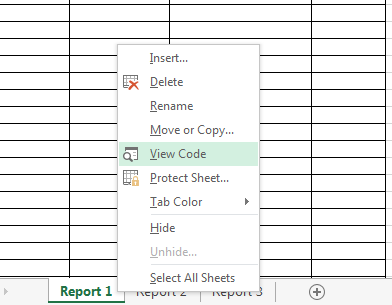 Insert...
Delete
Rename
Move or Copy...
View Code
Protect Sheet...
Tab Color
Hide
Unhide...
Select All Sheets
Report 1 Report 2 Report 3